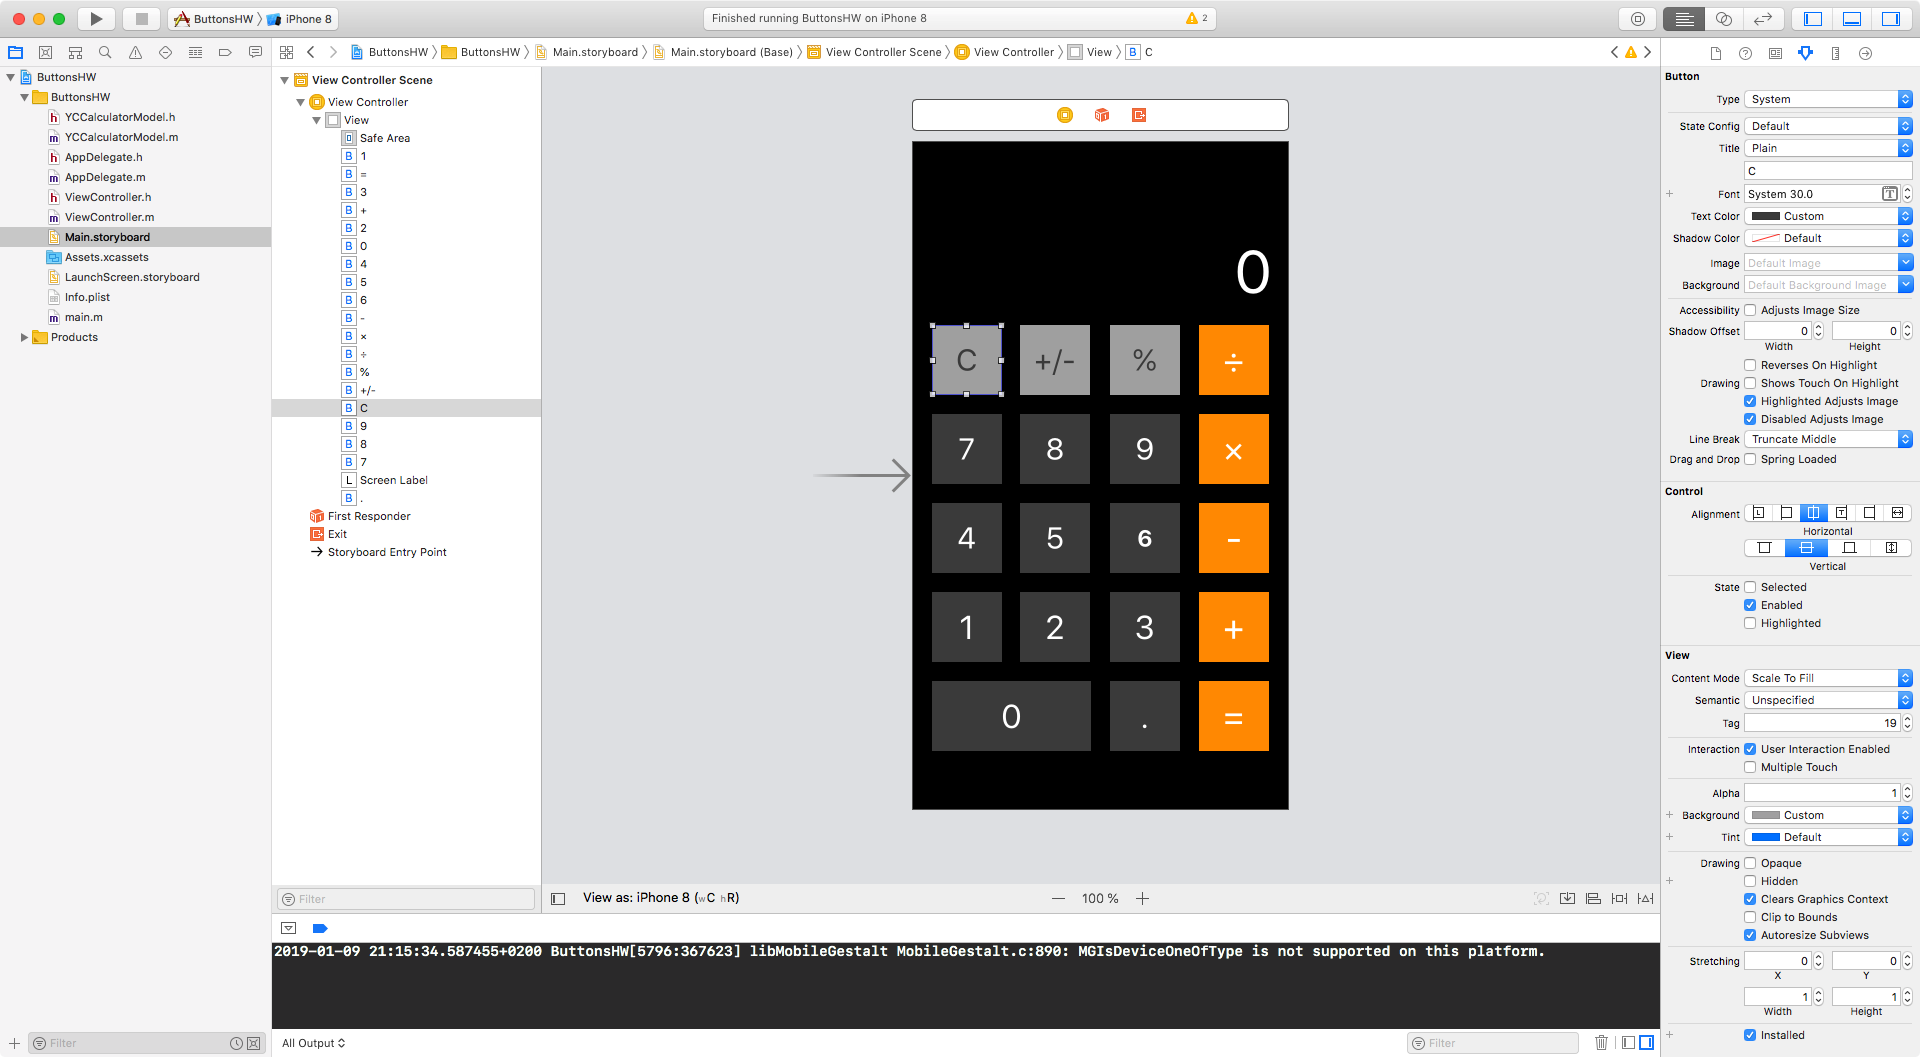 ButtonsHW 〉 iPhone 8
Finished running ButtonsHW on iPhone 8
2
ButtonsHW 〉 ButtonsHW 〉 Main.storyboard 〉 Main.storyboard (Base) 〉 View Controller Scene 〉 View Controller 〉 View 〉 B C
ButtonsHW
ButtonsHW
h YCCalculatorModel.h
m YCCalculatorModel.m
h AppDelegate.h
m AppDelegate.m
h ViewController.h
m ViewController.m
Main.storyboard
Assets.xcassets
LaunchScreen.storyboard
Info.plist
m main.m
Products
Filter
View Controller Scene
View Controller
View
Safe Area
B 1
B =
B 3
B +
B 2
B 0
B 4
B 5
B 6
B -
B ×
B ÷
B %
B +/-
B C
B 9
B 8
B 7
L Screen Label
B .
First Responder
Exit
Storyboard Entry Point
Filter
0
C +/- % ÷
7 8 9 ×
4 5 6 -
1 2 3 +
0 . =
View as: iPhone 8 (wC hR)
100 %
2019-01-09 21:15:34.587455+0200 ButtonsHW[5796:367623] libMobileGestalt MobileGestalt.c:890: MGIsDeviceOneOfType is not supported on this platform.
All Output
Filter
Button
Type System
State Config Default
Title Plain
C
Font System 30.0 T
Text Color Custom
Shadow Color Default
Image Default Image
Background Default Background Image
Accessibility Adjusts Image Size
Shadow Offset 0 0
Width Height
Reverses On Highlight
Drawing Shows Touch On Highlight
Highlighted Adjusts Image
Disabled Adjusts Image
Line Break Truncate Middle
Drag and Drop Spring Loaded
Control
Alignment
Horizontal
Vertical
State Selected
Enabled
Highlighted
View
Content Mode Scale To Fill
Semantic Unspecified
Tag 19
Interaction User Interaction Enabled
Multiple Touch
Alpha 1
Background Custom
Tint Default
Drawing Opaque
Hidden
Clears Graphics Context
Clip to Bounds
Autoresize Subviews
Stretching 0 0
X Y
1 1
Width Height
Installed